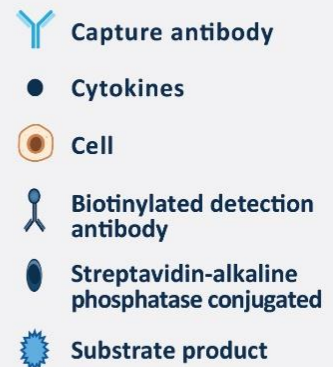 Capture antibody
Cytokines
Cell
Biotinylated detection
antibody
Streptavidin-alkaline
phosphatase conjugated
Substrate product